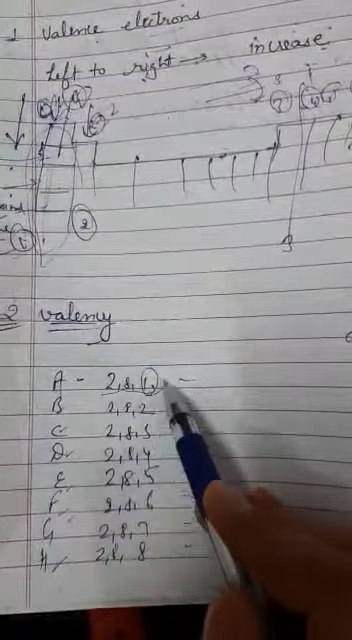 1 Valence electrons
left to right → increase
2 valency
A - 2,8,1, -
B 2,8,2
C 2,8,3
D 2,8,4
E, 2,8,5
F, 2,8,6
G 2,8,7 -
H, 2,8, 8 -